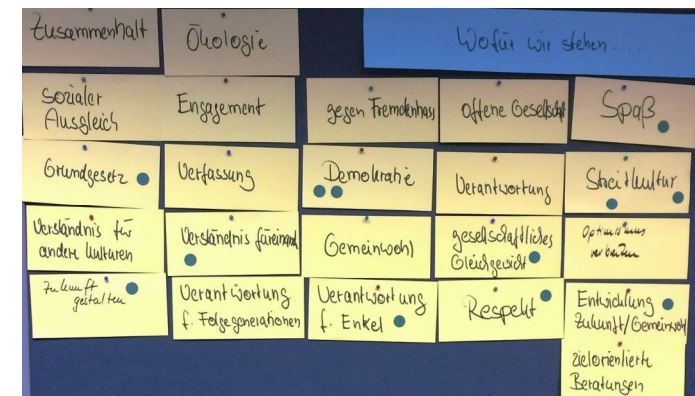 Zusammenhalt
Ökologie
Wofür wir stehen....
sozialer
Ausgleich
Engagement
gegen Fremdenhass
offene Gesellschaft
Spaß
Grundgesetz
Verfassung
Demokratie
Verantwortung
Streitkultur
Verständnis für
andere Kulturen
Verständnis füreinand
Gemeinwohl
gesellschaftliches
Gleichgewicht
Optimismus
verbreiten
Zukunft
gestalten
Verantwortung
f. Folgegenerationen
Verantwortung
f. Enkel
Respekt
Entwicklung
Zukunft/Gemeinwohl
zielorientierte
Beratungen